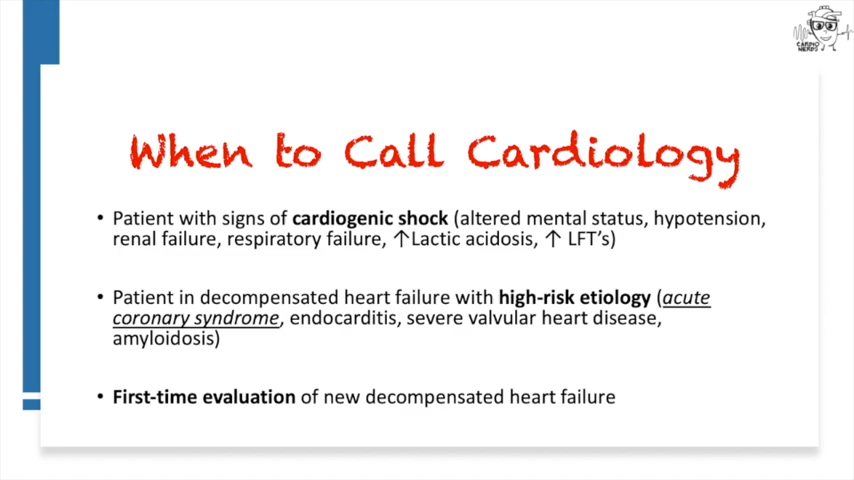 CARDIO
NERDS
When to Call Cardiology
• Patient with signs of cardiogenic shock (altered mental status, hypotension,
renal failure, respiratory failure, ↑Lactic acidosis, ↑ LFT's)
• Patient in decompensated heart failure with high-risk etiology (acute
coronary syndrome, endocarditis, severe valvular heart disease,
amyloidosis)
• First-time evaluation of new decompensated heart failure